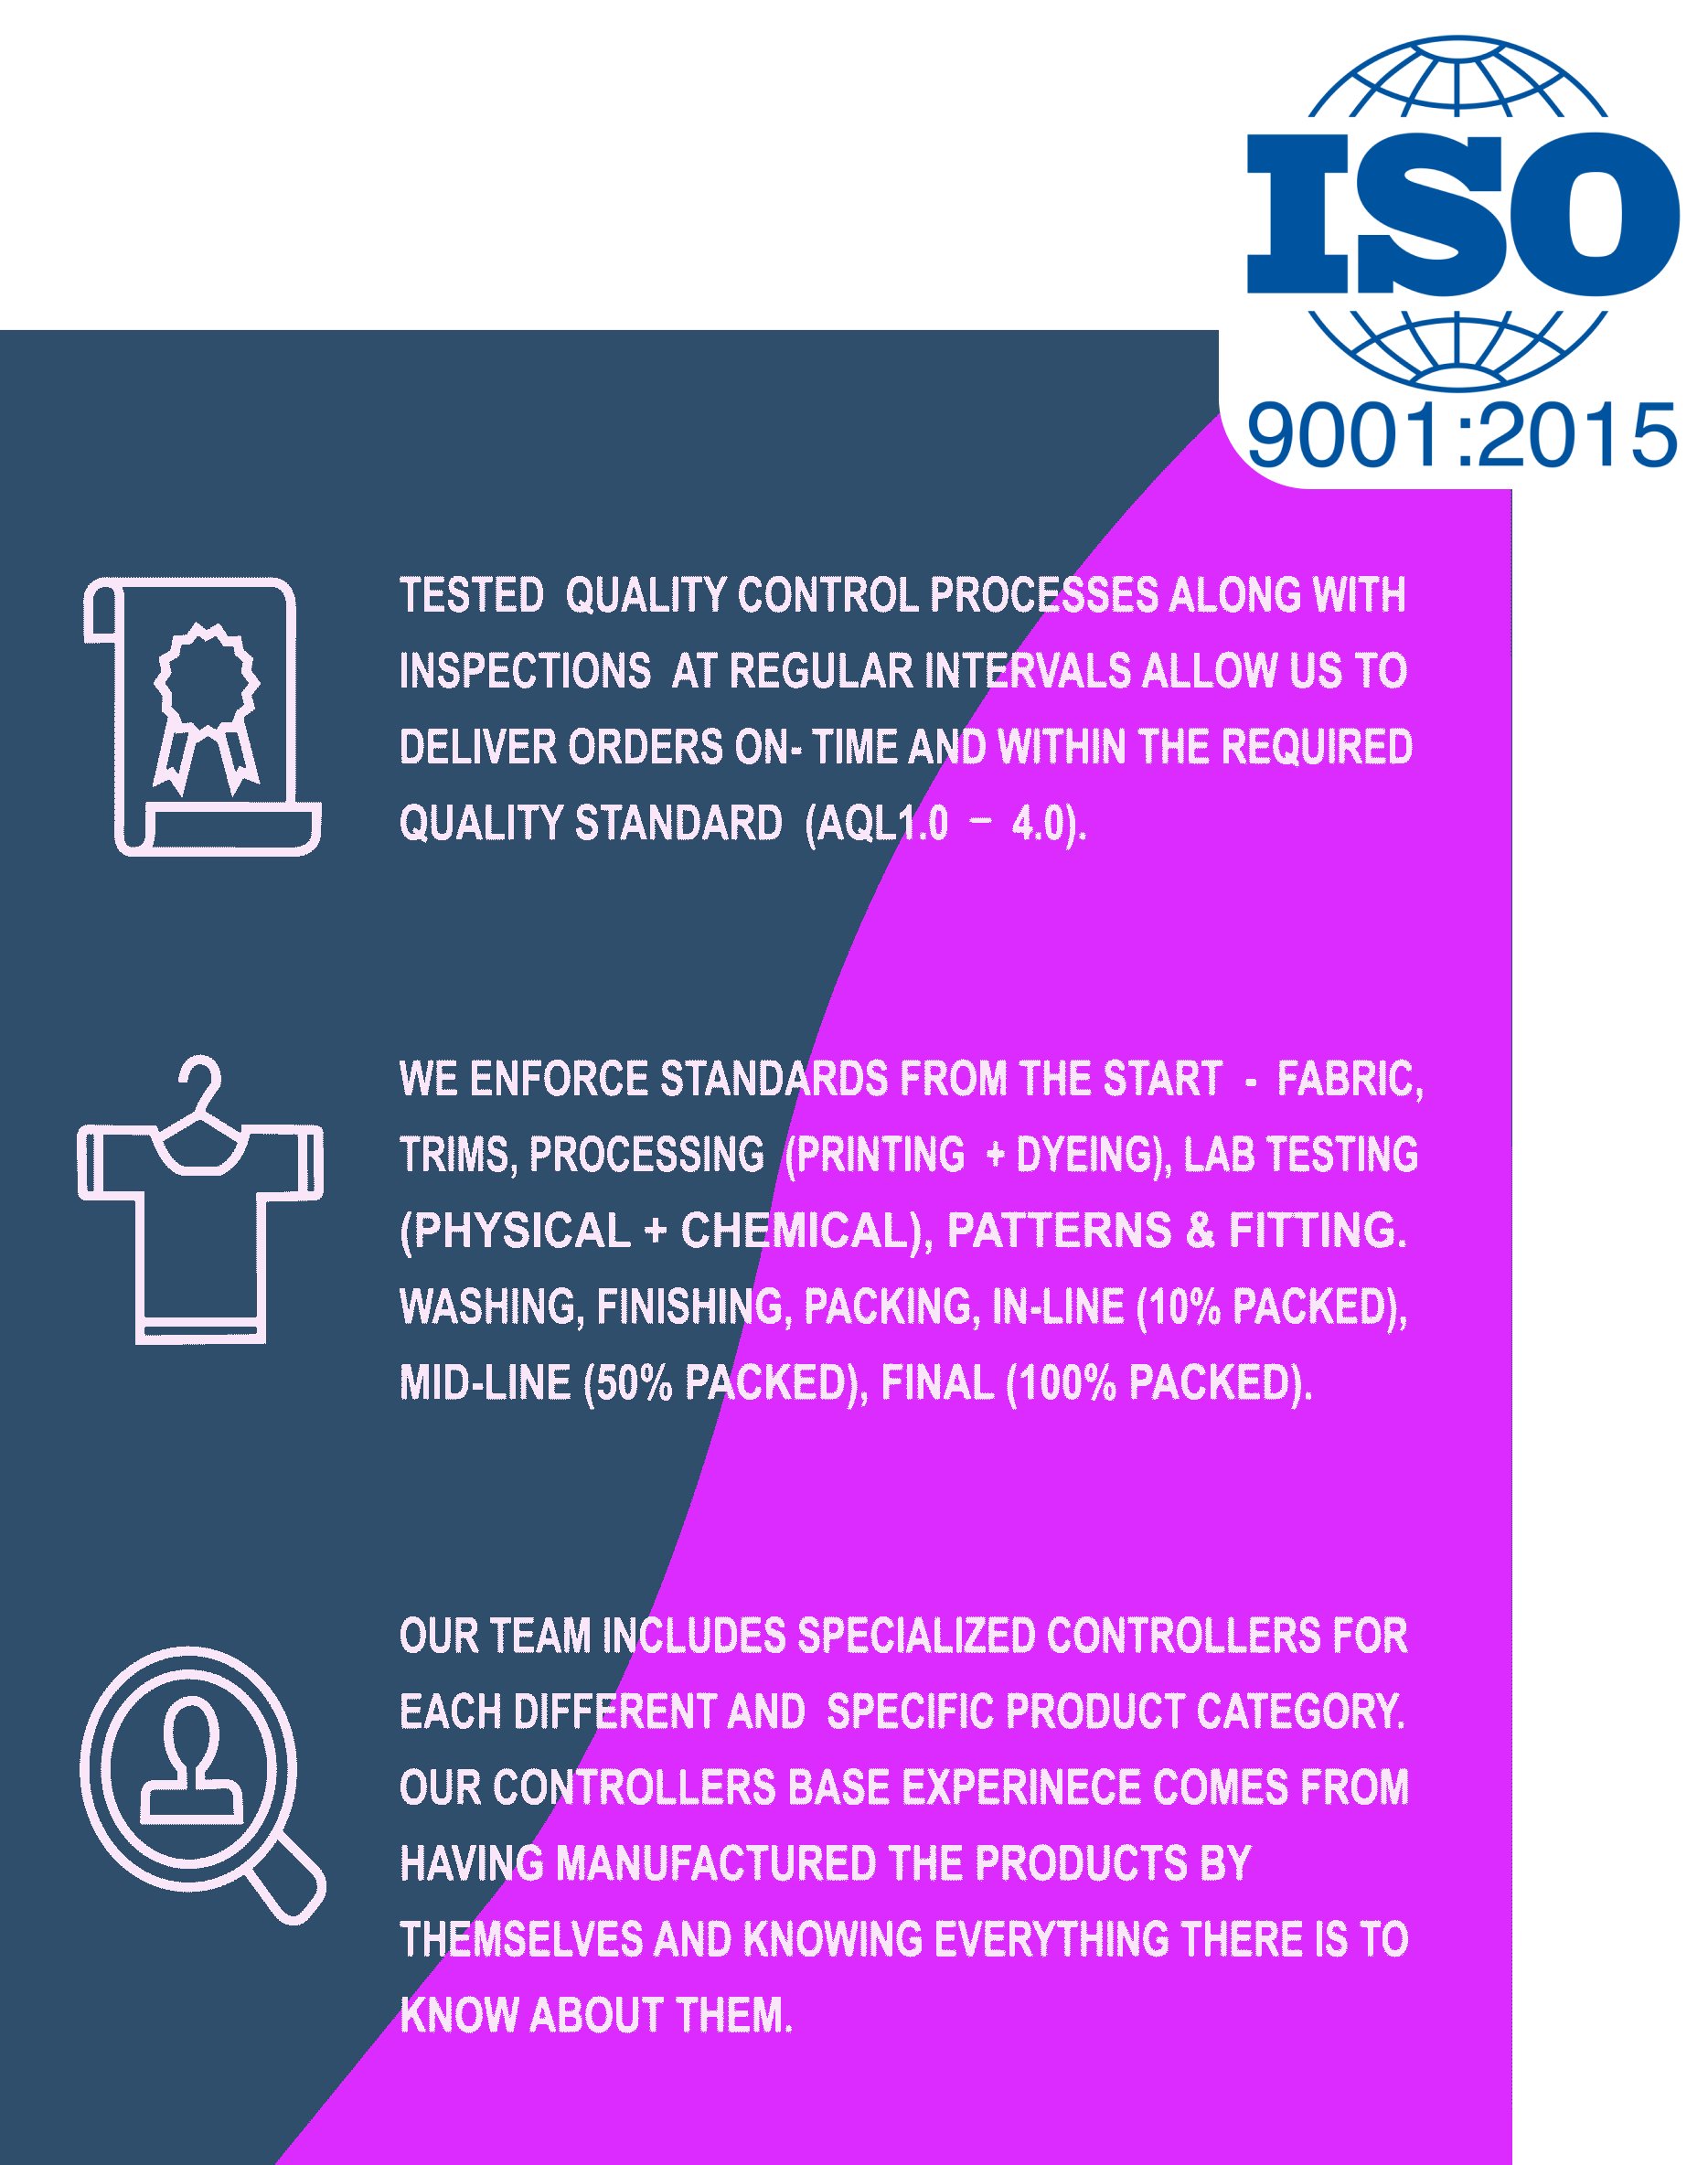 ISO
9001:2015
TESTED QUALITY CONTROL PROCESSES ALONG WITH
INSPECTIONS AT REGULAR INTERVALS ALLOW US TO
DELIVER ORDERS ON- TIME AND WITHIN THE REQUIRED
QUALITY STANDARD (AQL1.0 – 4.0).
WE ENFORCE STANDARDS FROM THE START - FABRIC,
TRIMS, PROCESSING (PRINTING + DYEING), LAB TESTING
(PHYSICAL + CHEMICAL), PATTERNS & FITTING.
WASHING, FINISHING, PACKING, IN-LINE (10% PACKED),
MID-LINE (50% PACKED), FINAL (100% PACKED).
OUR TEAM INCLUDES SPECIALIZED CONTROLLERS FOR
EACH DIFFERENT AND SPECIFIC PRODUCT CATEGORY.
OUR CONTROLLERS BASE EXPERINECE COMES FROM
HAVING MANUFACTURED THE PRODUCTS BY
THEMSELVES AND KNOWING EVERYTHING THERE IS TO
KNOW ABOUT THEM.